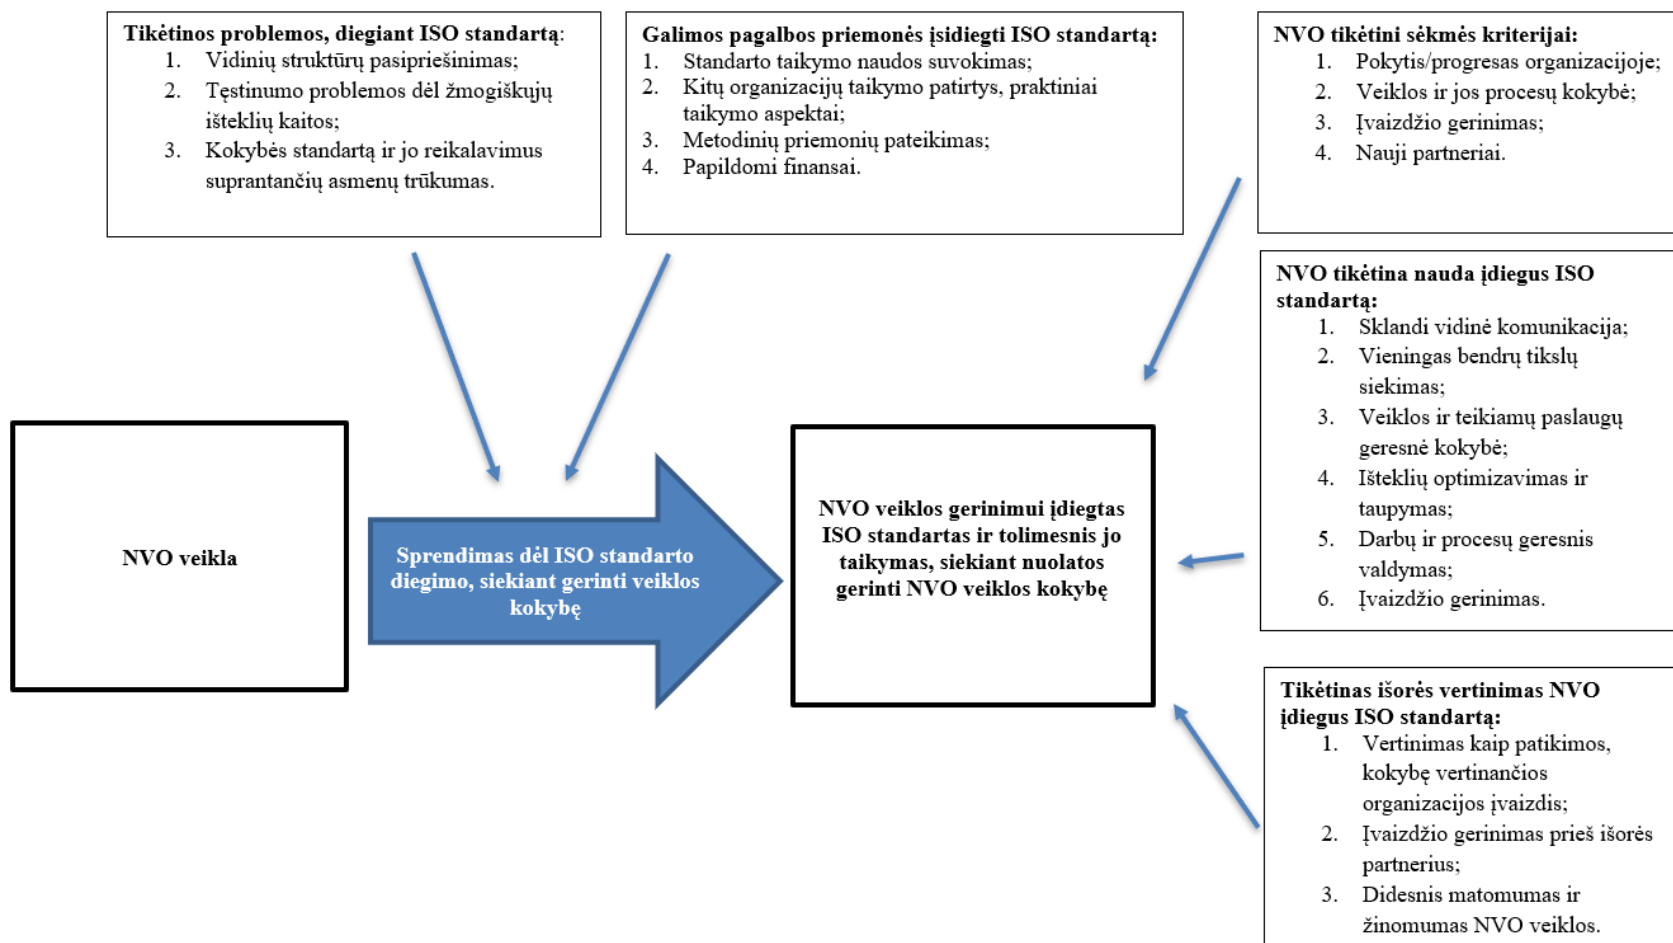 Tikėtinos problemos, diegiant ISO standartą:
1. Vidinių struktūrų pasipriešinimas;
2. Tęstinumo problemos dėl žmogiškųjų
išteklių kaitos;
3. Kokybės standartą ir jo reikalavimus
suprantančių asmenų trūkumas.
Galimos pagalbos priemonės įsidiegti ISO standartą:
1. Standarto taikymo naudos suvokimas;
2. Kitų organizacijų taikymo patirtys, praktiniai
taikymo aspektai;
3. Metodinių priemonių pateikimas;
4. Papildomi finansai.
NVO tikėtini sėkmės kriterijai:
1. Pokytis/progresas organizacijoje;
2. Veiklos ir jos procesų kokybė;
3. Įvaizdžio gerinimas;
4. Nauji partneriai.
NVO tikėtina nauda įdiegus ISO
standartą:
1. Sklandi vidinė komunikacija;
2. Vieningas bendrų tikslų
siekimas;
3. Veiklos ir teikiamų paslaugų
geresnė kokybė;
4. Išteklių optimizavimas ir
taupymas;
5. Darbų ir procesų geresnis
valdymas;
6. Įvaizdžio gerinimas.
NVO veikla
Sprendimas dėl ISO standarto
diegimo, siekiant gerinti veiklos
kokybę
NVO veiklos gerinimui įdiegtas
ISO standartas ir tolimesnis jo
taikymas, siekiant nuolatos
gerinti NVO veiklos kokybę
Tikėtinas išorės vertinimas NVO
įdiegus ISO standartą:
1. Vertinimas kaip patikimos,
kokybę vertinančios
organizacijos įvaizdis;
2. Įvaizdžio gerinimas prieš išorės
partnerius;
3. Didesnis matomumas ir
žinomumas NVO veiklos.